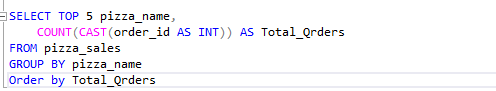 SELECT TOP 5 pizza_name,
COUNT(CAST(order_id AS INT)) AS Total_Qrders
FROM pizza_sales
GROUP BY pizza_name
Order by Total_Qrders